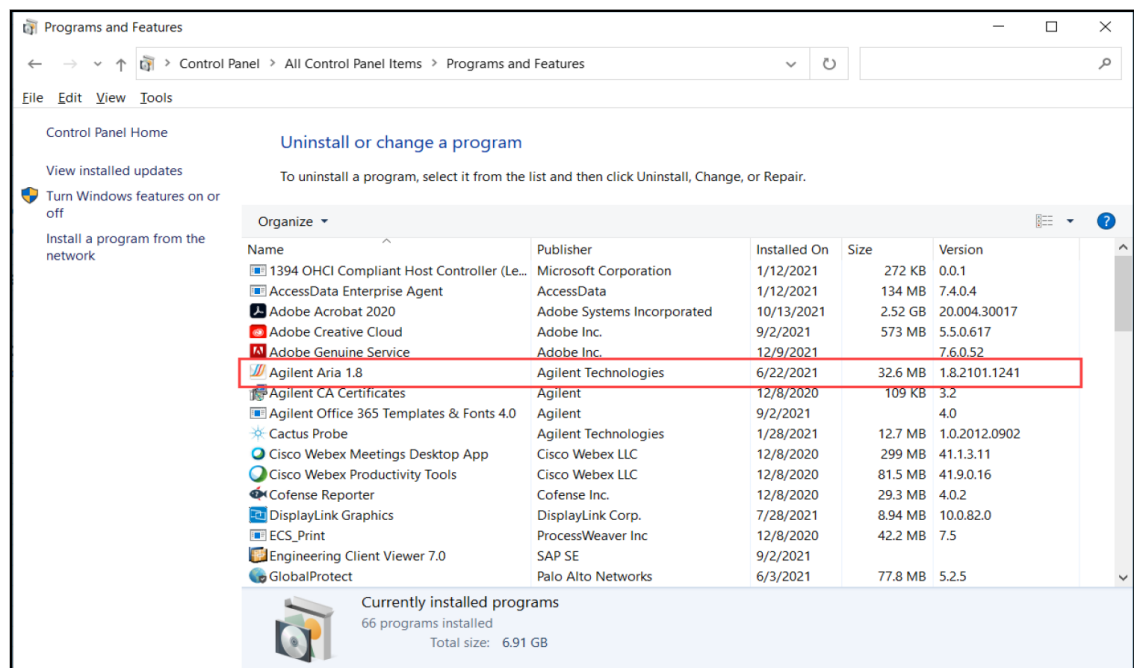 Programs and Features
Control Panel > All Control Panel Items > Programs and Features
File Edit View Tools
Control Panel Home
View installed updates
Turn Windows features on or
off
Install a program from the
network
Uninstall or change a program
To uninstall a program, select it from the list and then click Uninstall, Change, or Repair.
Organize
Name Publisher Installed On Size Version
1394 OHCI Compliant Host Controller (Le... Microsoft Corporation 1/12/2021 272 KB 0.0.1
AccessData Enterprise Agent AccessData 1/12/2021 134 MB 7.4.0.4
Adobe Acrobat 2020 Adobe Systems Incorporated 10/13/2021 2.52 GB 20.004.30017
Adobe Creative Cloud Adobe Inc. 9/2/2021 573 MB 5.5.0.617
Adobe Genuine Service Adobe Inc. 12/9/2021 7.6.0.52
Agilent Aria 1.8 Agilent Technologies 6/22/2021 32.6 MB 1.8.2101.1241
Agilent CA Certificates Agilent 12/8/2020 109 KB 3.2
Agilent Office 365 Templates & Fonts 4.0 Agilent 9/2/2021 4.0
Cactus Probe Agilent Technologies 1/28/2021 12.7 MB 1.0.2012.0902
Cisco Webex Meetings Desktop App Cisco Webex LLC 12/8/2020 299 MB 41.1.3.11
Cisco Webex Productivity Tools Cisco Webex LLC 12/8/2020 81.5 MB 41.9.0.16
Cofense Reporter Cofense Inc. 12/8/2020 29.3 MB 4.0.2
DisplayLink Graphics DisplayLink Corp. 7/28/2021 8.94 MB 10.0.82.0
ECS_Print ProcessWeaver Inc 12/8/2020 42.2 MB 7.5
Engineering Client Viewer 7.0 SAP SE 9/2/2021
GlobalProtect Palo Alto Networks 6/3/2021 77.8 MB 5.2.5
Currently installed programs
66 programs installed
Total size: 6.91 GB